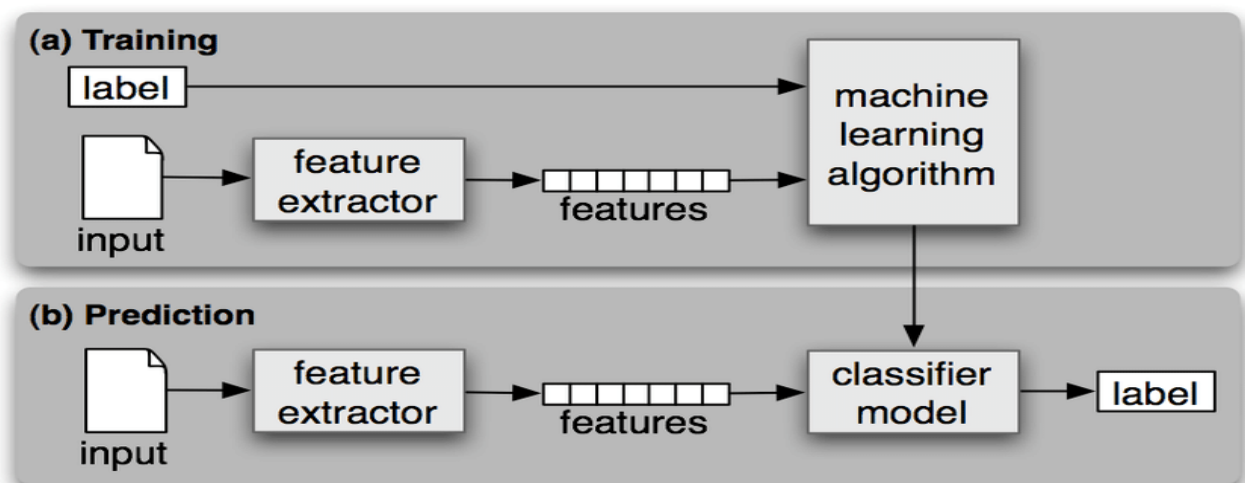 (a) Training
label
machine
learning
algorithm
feature
extractor
features
input
(b) Prediction
feature
extractor
features
classifier
model
label
input